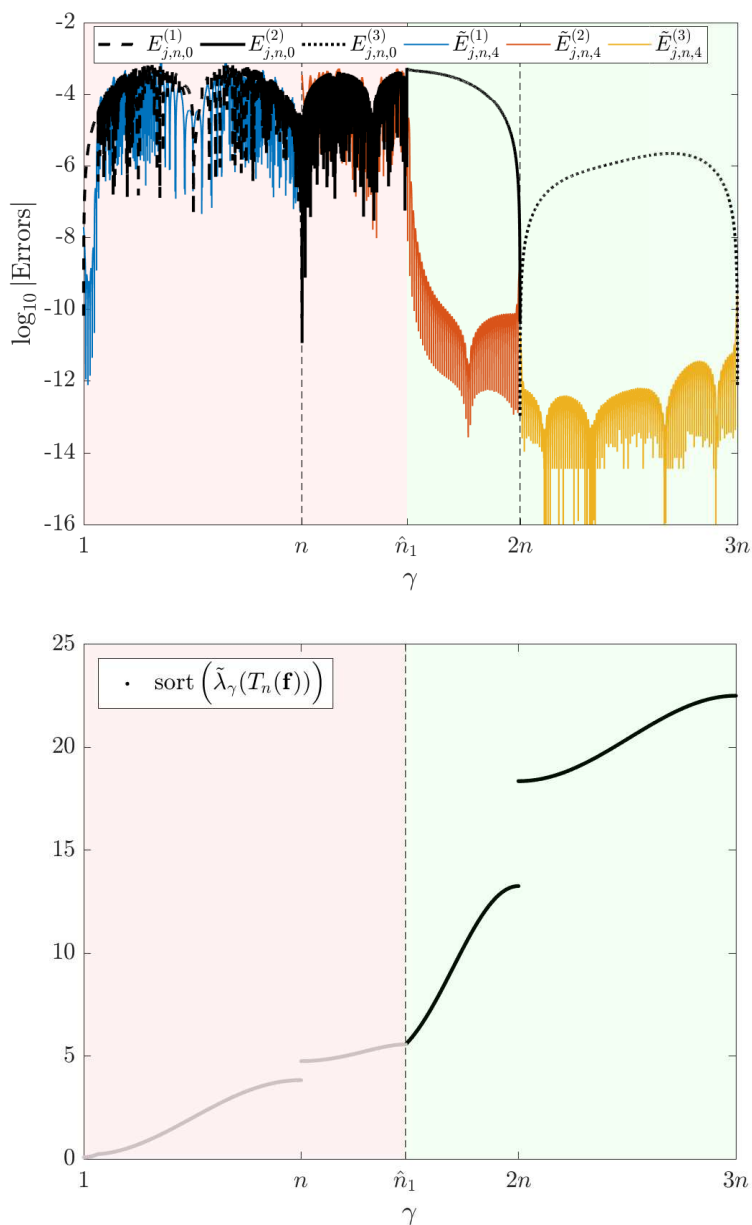 -2
E^{(1)}_{j,n,0} E^{(2)}_{j,n,0} E^{(3)}_{j,n,0} Ẽ^{(1)}_{j,n,4} Ẽ^{(2)}_{j,n,4} Ẽ^{(3)}_{j,n,4}
-4
-6
-8
-10
-12
-14
-16
log₁₀ |Errors|
1 n n̂₁ 2n 3n
γ
25
sort (λ̃_γ(T_n(𝐟)))
20
15
10
5
0
1 n n̂₁ 2n 3n
γ